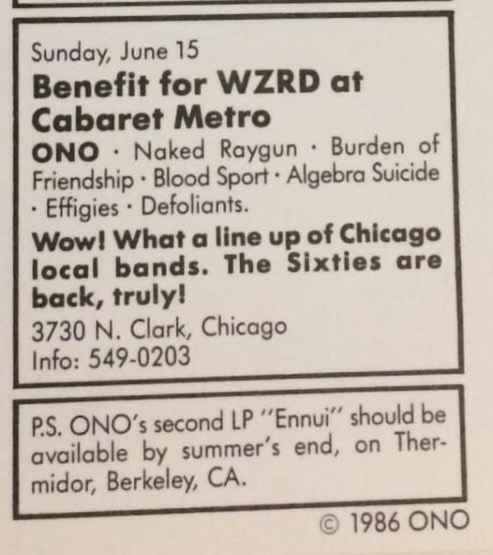 Sunday, June 15
Benefit for WZRD at
Cabaret Metro
ONO · Naked Raygun · Burden of
Friendship · Blood Sport · Algebra Suicide
· Effigies · Defoliants.
Wow! What a line up of Chicago
local bands. The Sixties are
back, truly!
3730 N. Clark, Chicago
Info: 549-0203
P.S. ONO's second LP "Ennui" should be
available by summer's end, on Ther-
midor, Berkeley, CA.
© 1986 ONO